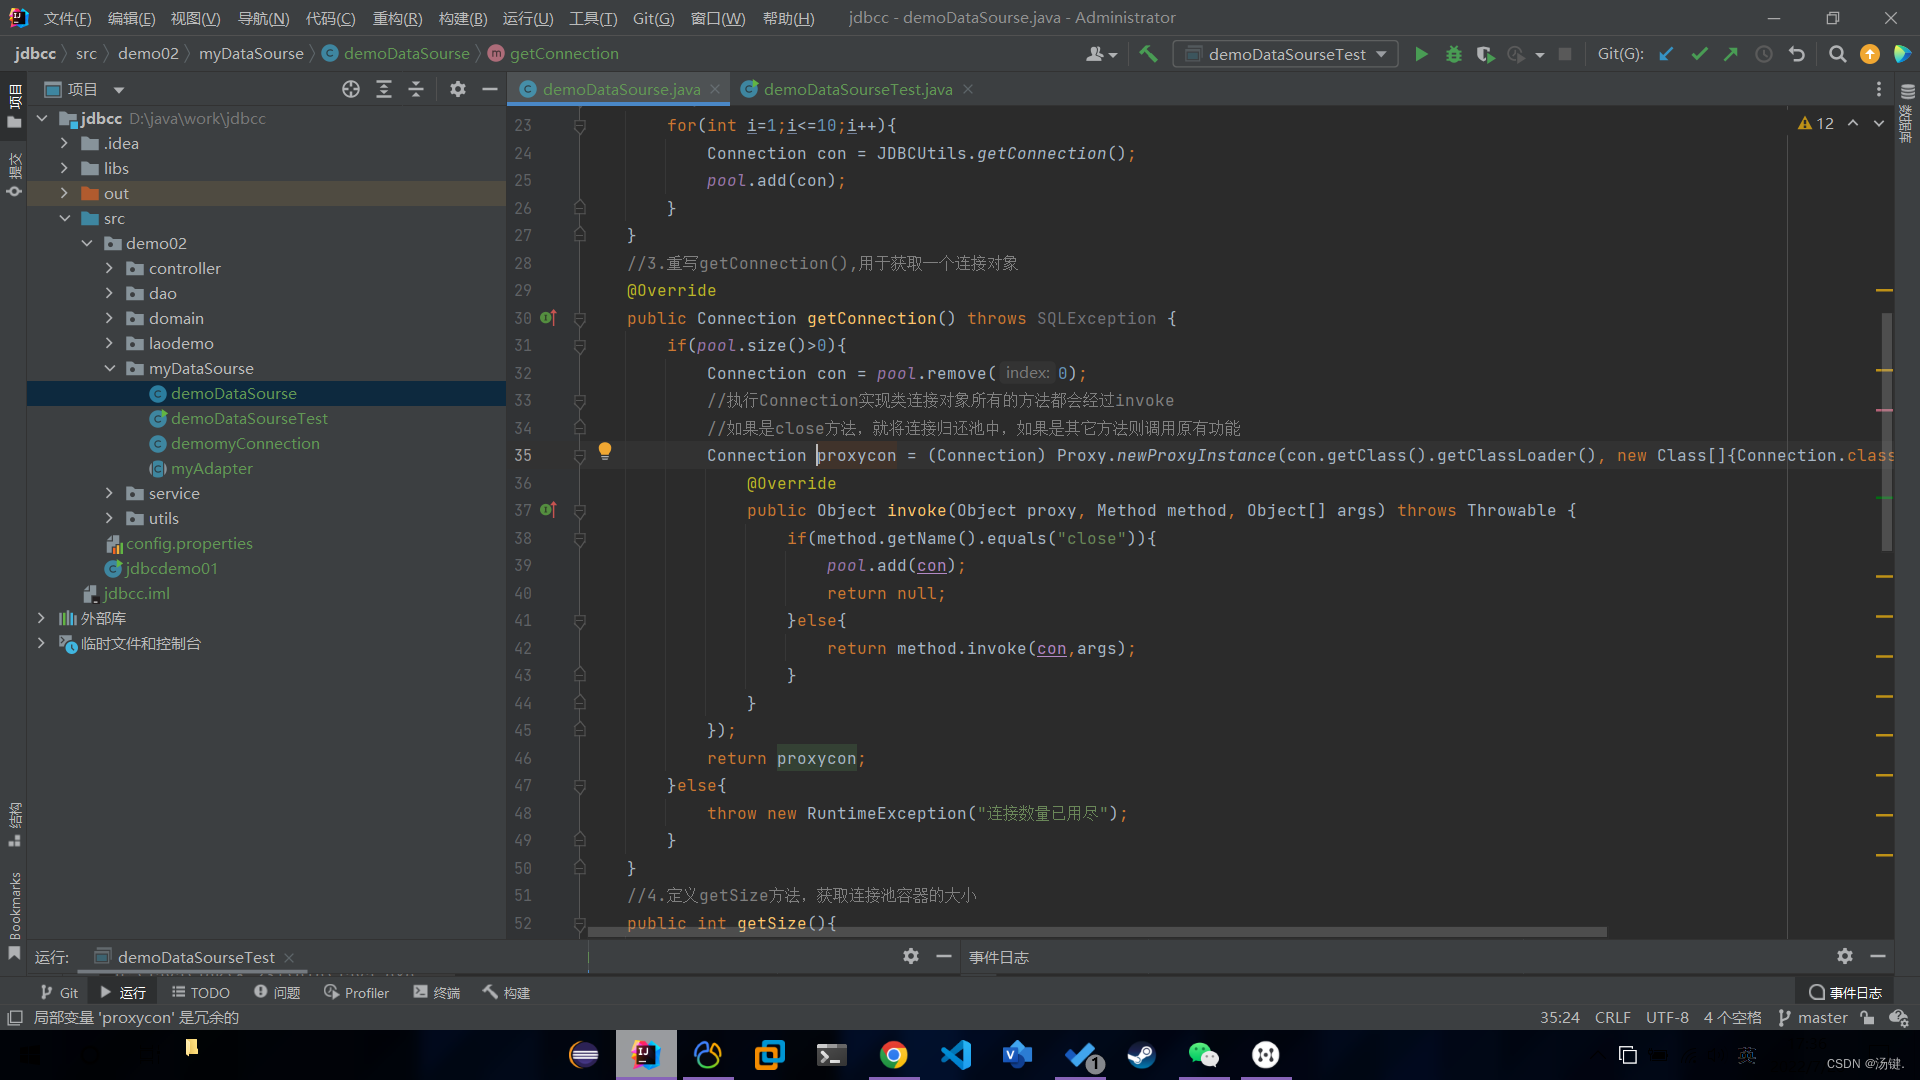 文件(F) 编辑(E) 视图(V) 导航(N) 代码(C) 重构(R) 构建(B) 运行(U) 工具(T) Git(G) 窗口(W) 帮助(H) jdbcc - demoDataSourse.java - Administrator
jdbcc src demo02 myDataSourse demoDataSourse getConnection demoDataSourseTest Git(G):
项目 demoDataSourse.java demoDataSourseTest.java
项目
提交
结构
Bookmarks
数据库
jdbcc D:\java\work\jdbcc
.idea
libs
out
src
demo02
controller
dao
domain
laodemo
myDataSourse
demoDataSourse
demoDataSourseTest
demomyConnection
myAdapter
service
utils
config.properties
jdbcdemo01
jdbcc.iml
外部库
临时文件和控制台
12
23 for(int i=1;i<=10;i++){
24 Connection con = JDBCUtils.getConnection();
25 pool.add(con);
26 }
27 }
28 //3.重写getConnection(),用于获取一个连接对象
29 @Override
30 public Connection getConnection() throws SQLException {
31 if(pool.size()>0){
32 Connection con = pool.remove( index: 0);
33 //执行Connection实现类连接对象所有的方法都会经过invoke
34 //如果是close方法，就将连接归还池中，如果是其它方法则调用原有功能
35 Connection proxycon = (Connection) Proxy.newProxyInstance(con.getClass().getClassLoader(), new Class[]{Connection.class
36 @Override
37 public Object invoke(Object proxy, Method method, Object[] args) throws Throwable {
38 if(method.getName().equals("close")){
39 pool.add(con);
40 return null;
41 }else{
42 return method.invoke(con,args);
43 }
44 }
45 });
46 return proxycon;
47 }else{
48 throw new RuntimeException("连接数量已用尽");
49 }
50 }
51 //4.定义getSize方法，获取连接池容器的大小
52 public int getSize(){
运行: demoDataSourseTest 事件日志
Git 运行 TODO 问题 Profiler 终端 构建 事件日志
局部变量 'proxycon' 是冗余的 35:24 CRLF UTF-8 4 个空格 master
1
英
CSDN @汤键.